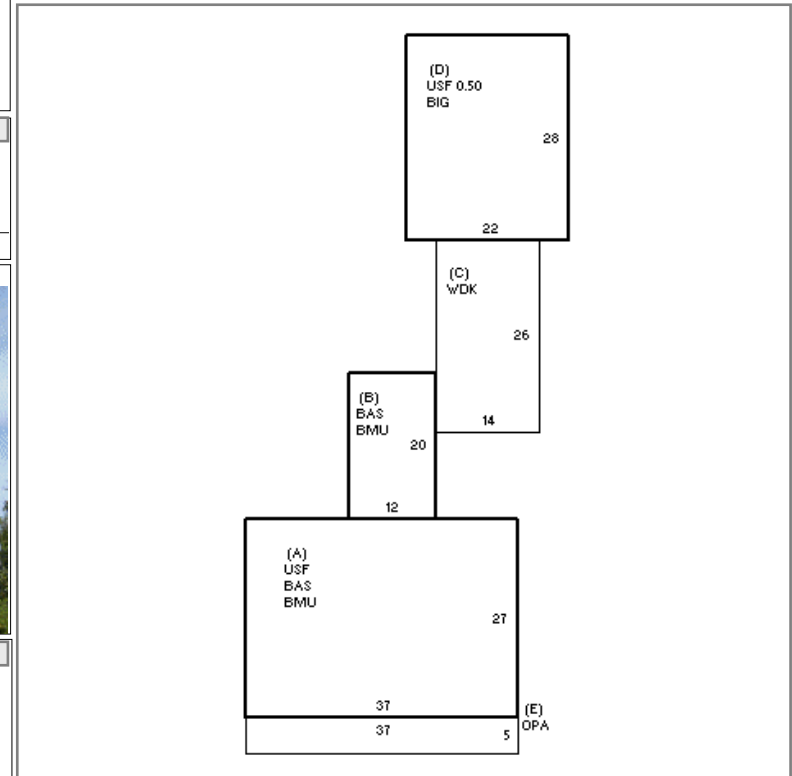 (D)
USF 0.50
BIG
28
22
(C)
WDK
26
14
(B)
BAS
BMU
20
12
(A)
USF
BAS
BMU
27
37
(E)
OPA
37
5